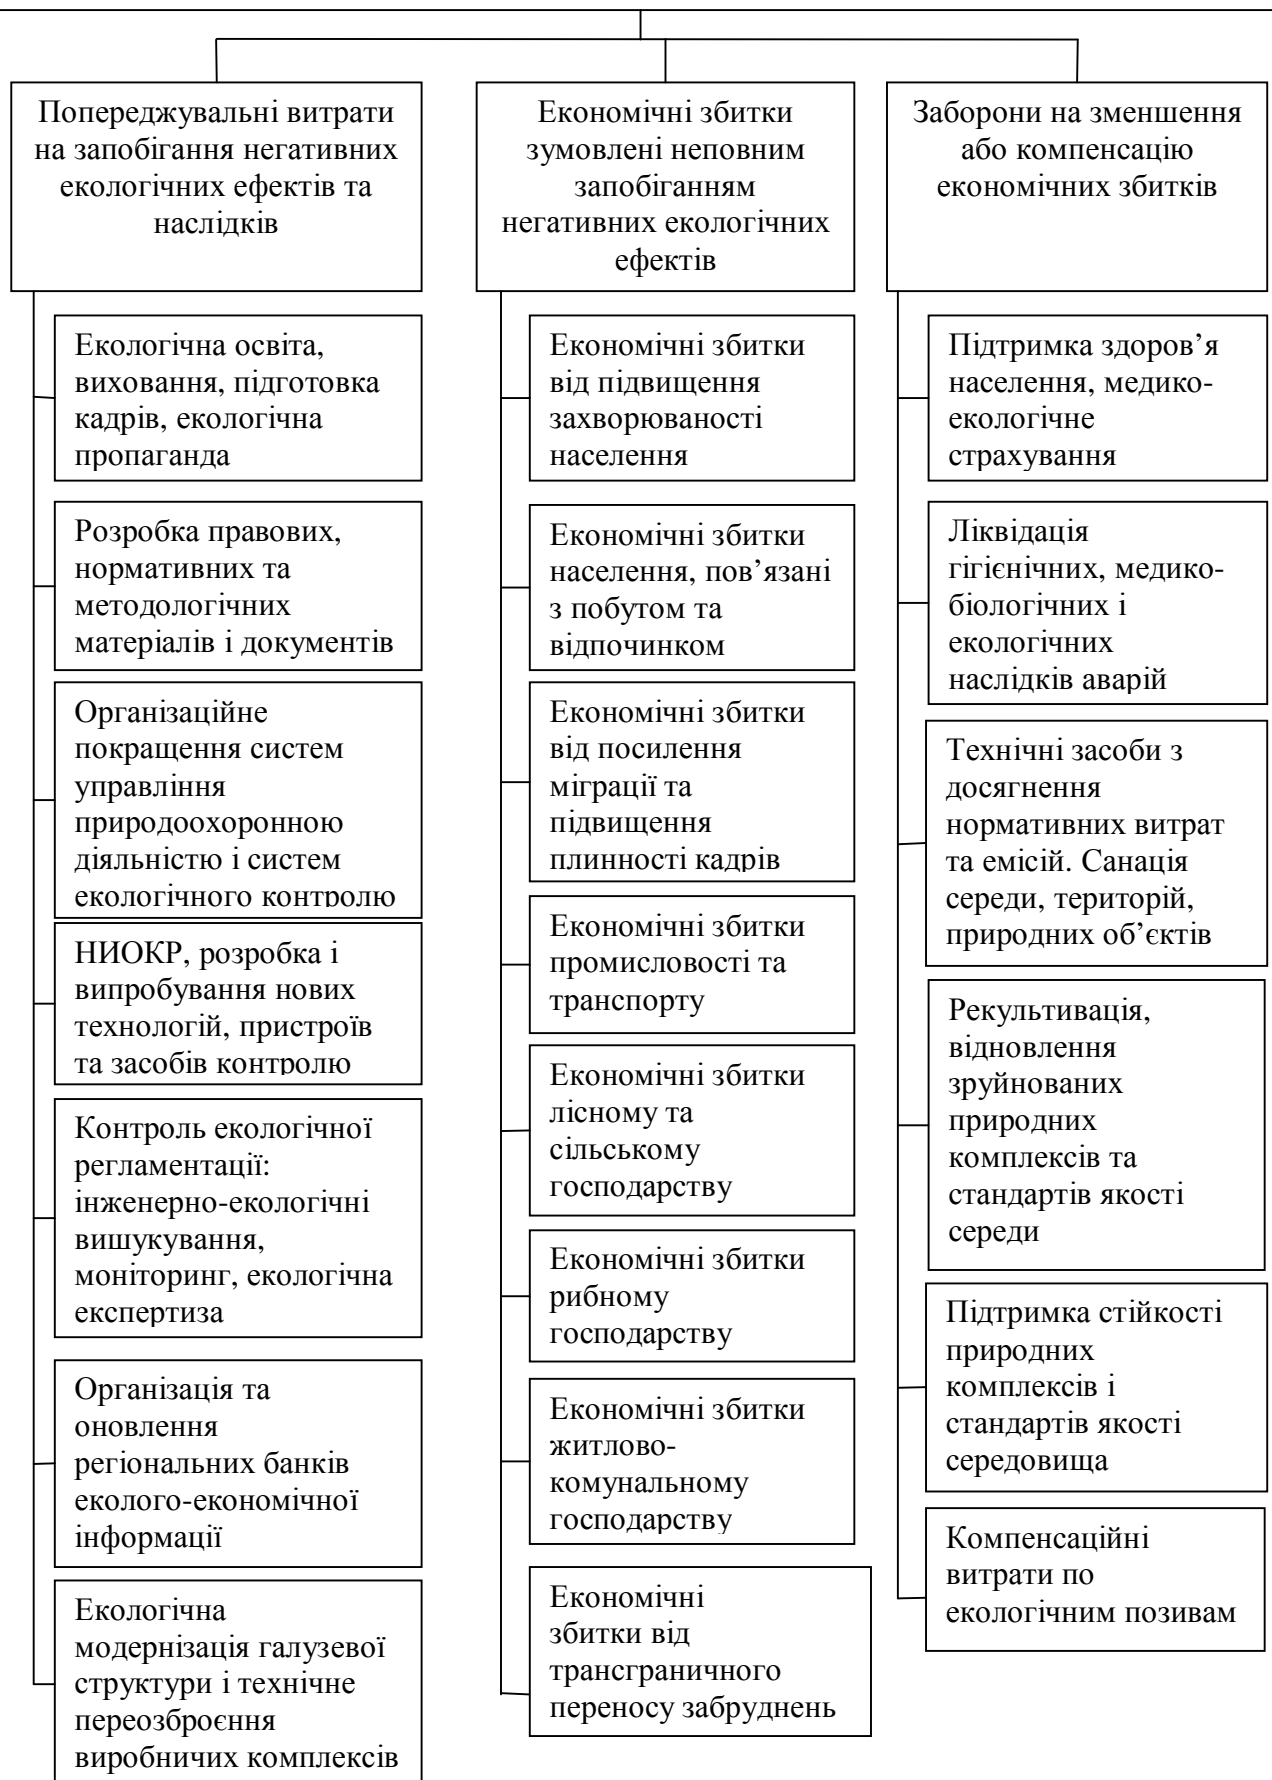 Попереджувальні витрати
на запобігання негативних
екологічних ефектів та
наслідків
Екологічна освіта,
виховання, підготовка
кадрів, екологічна
пропаганда
Розробка правових,
нормативних та
методологічних
матеріалів і документів
Організаційне
покращення систем
управління
природоохоронною
діяльністю і систем
екологічного контролю
НИОКР, розробка і
випробування нових
технологій, пристроїв
та засобів контролю
Контроль екологічної
регламентації:
інженерно-екологічні
вишукування,
моніторинг, екологічна
експертиза
Організація та
оновлення
регіональних банків
еколого-економічної
інформації
Екологічна
модернізація галузевої
структури і технічне
переозброєння
виробничих комплексів
Економічні збитки
зумовлені неповним
запобіганням
негативних екологічних
ефектів
Економічні збитки
від підвищення
захворюваності
населення
Економічні збитки
населення, пов’язані
з побутом та
відпочинком
Економічні збитки
від посилення
міграції та
підвищення
плинності кадрів
Економічні збитки
промисловості та
транспорту
Економічні збитки
лісному та
сільському
господарству
Економічні збитки
рибному
господарству
Економічні збитки
житлово-
комунальному
господарству
Економічні
збитки від
трансграничного
переносу забруднень
Заборони на зменшення
або компенсацію
економічних збитків
Підтримка здоров’я
населення, медико-
екологічне
страхування
Ліквідація
гігієнічних, медико-
біологічних і
екологічних
наслідків аварій
Технічні засоби з
досягнення
нормативних витрат
та емісій. Санація
середи, територій,
природних об’єктів
Рекультивація,
відновлення
зруйнованих
природних
комплексів та
стандартів якості
середи
Підтримка стійкості
природних
комплексів і
стандартів якості
середовища
Компенсаційні
витрати по
екологічним позивам